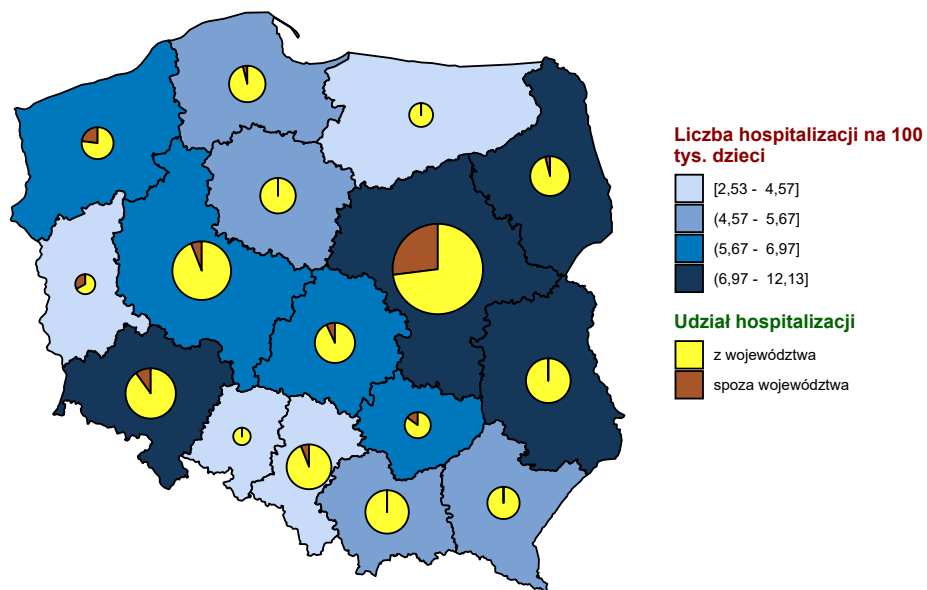 Liczba hospitalizacji na 100
tys. dzieci
[2,53 - 4,57]
(4,57 - 5,67]
(5,67 - 6,97]
(6,97 - 12,13]
Udział hospitalizacji
z województwa
spoza województwa